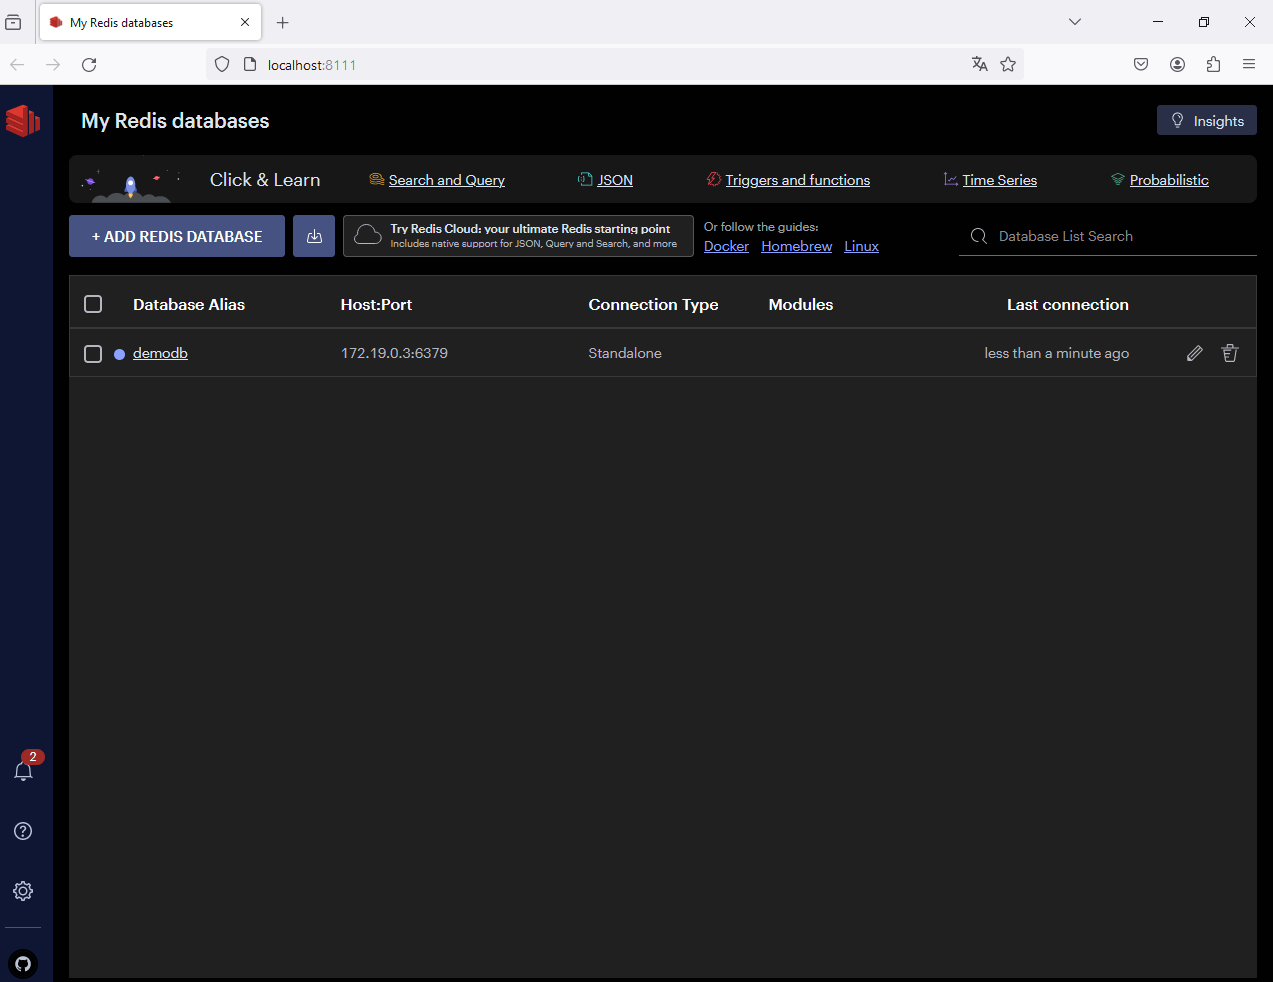 My Redis databases
localhost:8111
My Redis databases
Insights
Click & Learn
Search and Query
JSON
Triggers and functions
Time Series
Probabilistic
+ ADD REDIS DATABASE
Try Redis Cloud: your ultimate Redis starting point
Includes native support for JSON, Query and Search, and more
Or follow the guides:
Docker Homebrew Linux
Database List Search
Database Alias Host:Port Connection Type Modules Last connection
demodb 172.19.0.3:6379 Standalone less than a minute ago
2